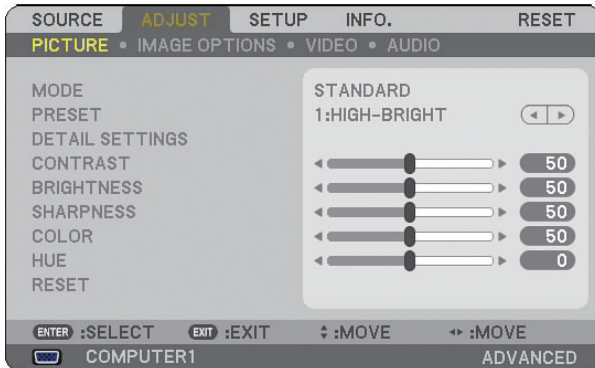 SOURCE ADJUST SETUP INFO. RESET
PICTURE • IMAGE OPTIONS • VIDEO • AUDIO
MODE STANDARD
PRESET 1:HIGH-BRIGHT
DETAIL SETTINGS
CONTRAST 50
BRIGHTNESS 50
SHARPNESS 50
COLOR 50
HUE 0
RESET
ENTER :SELECT EXIT :EXIT :MOVE :MOVE
COMPUTER1 ADVANCED